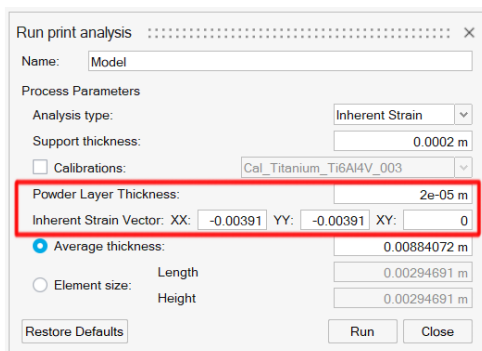 Run print analysis
Name: Model
Process Parameters
Analysis type: Inherent Strain
Support thickness: 0.0002 m
Calibrations: Cal_Titanium_Ti6Al4V_003
Powder Layer Thickness: 2e-05 m
Inherent Strain Vector: XX: -0.00391 YY: -0.00391 XY: 0
Average thickness: 0.00884072 m
Element size: Length 0.00294691 m
Height 0.00294691 m
Restore Defaults Run Close